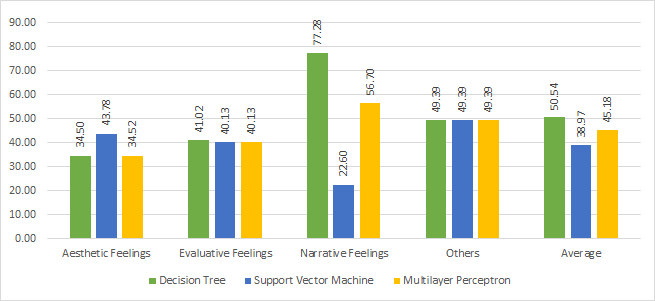 90.00
80.00
70.00
60.00
50.00
40.00
30.00
20.00
10.00
0.00
34.50 43.78 34.52
41.02 40.13 40.13
77.28 22.60 56.70
49.39 49.39 49.39
50.54 38.97 45.18
Aesthetic Feelings Evaluative Feelings Narrative Feelings Others Average
Decision Tree Support Vector Machine Multilayer Perceptron